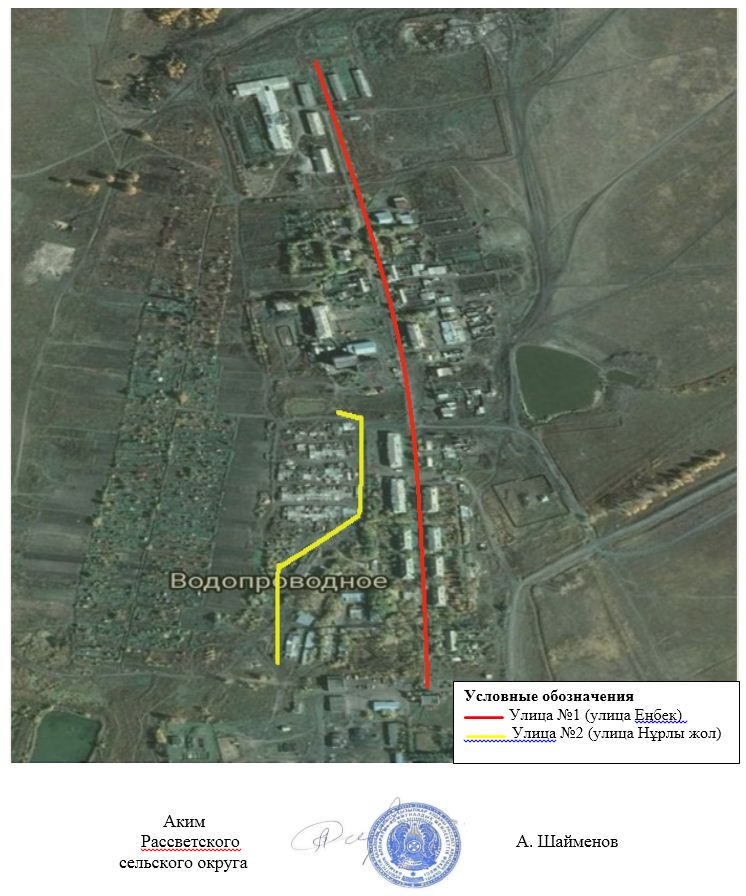 Водопроводное
Условные обозначения
Улица №1 (улица Еңбек)
Улица №2 (улица Нұрлы жол)
Аким
Рассветского
сельского округа
А. Шайменов